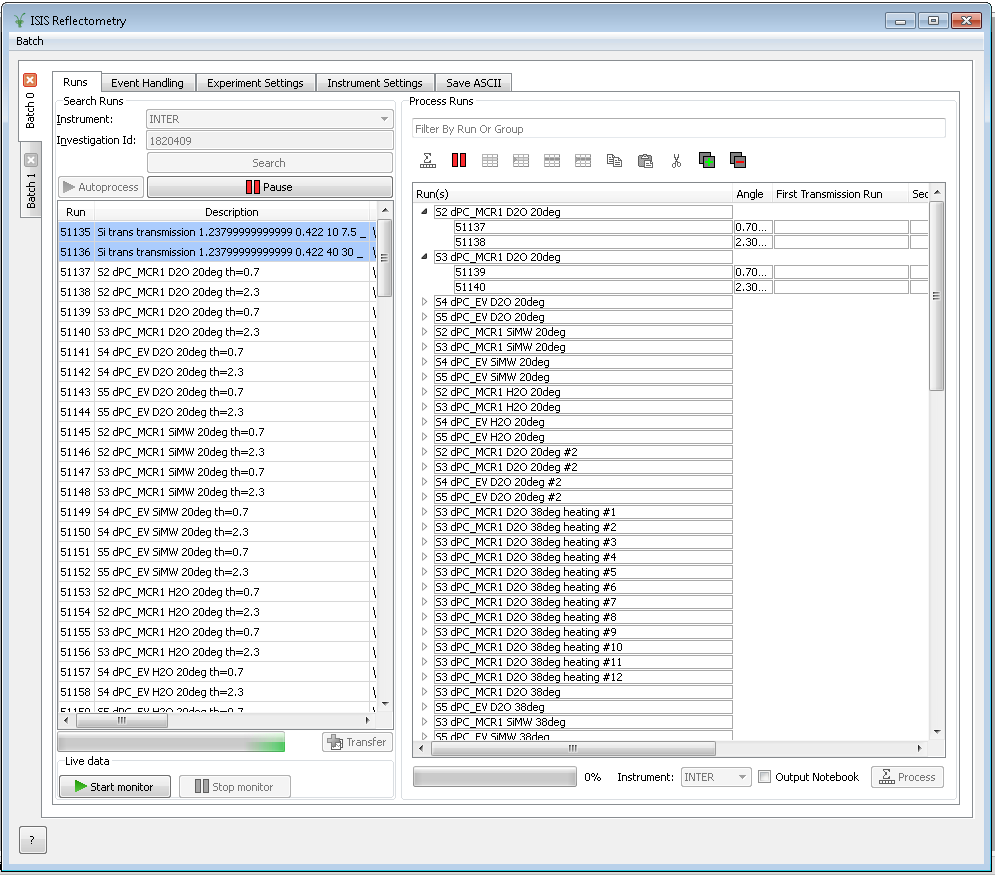 ISIS Reflectometry
Batch
Batch 0
Batch 1
Runs
Event Handling
Experiment Settings
Instrument Settings
Save ASCII
Search Runs
Instrument:
INTER
Investigation Id:
1820409
Search
Autoprocess
Pause
Run Description
51135 Si trans transmission 1.23799999999999 0.422 10 7.5 _
51136 Si trans transmission 1.23799999999999 0.422 40 30 _
51137 S2 dPC_MCR1 D2O 20deg th=0.7
51138 S2 dPC_MCR1 D2O 20deg th=2.3
51139 S3 dPC_MCR1 D2O 20deg th=0.7
51140 S3 dPC_MCR1 D2O 20deg th=2.3
51141 S4 dPC_EV D2O 20deg th=0.7
51142 S4 dPC_EV D2O 20deg th=2.3
51143 S5 dPC_EV D2O 20deg th=0.7
51144 S5 dPC_EV D2O 20deg th=2.3
51145 S2 dPC_MCR1 SiMW 20deg th=0.7
51146 S2 dPC_MCR1 SiMW 20deg th=2.3
51147 S3 dPC_MCR1 SiMW 20deg th=0.7
51148 S3 dPC_MCR1 SiMW 20deg th=2.3
51149 S4 dPC_EV SiMW 20deg th=0.7
51150 S4 dPC_EV SiMW 20deg th=2.3
51151 S5 dPC_EV SiMW 20deg th=0.7
51152 S5 dPC_EV SiMW 20deg th=2.3
51153 S2 dPC_MCR1 H2O 20deg th=0.7
51154 S2 dPC_MCR1 H2O 20deg th=2.3
51155 S3 dPC_MCR1 H2O 20deg th=0.7
51156 S3 dPC_MCR1 H2O 20deg th=2.3
51157 S4 dPC_EV H2O 20deg th=0.7
51158 S4 dPC_EV H2O 20deg th=2.3
Transfer
Live data
Start monitor
Stop monitor
?
Process Runs
Filter By Run Or Group
Run(s) Angle First Transmission Run Sec
S2 dPC_MCR1 D2O 20deg
51137 0.70...
51138 2.30...
S3 dPC_MCR1 D2O 20deg
51139 0.70...
51140 2.30...
S4 dPC_EV D2O 20deg
S5 dPC_EV D2O 20deg
S2 dPC_MCR1 SiMW 20deg
S3 dPC_MCR1 SiMW 20deg
S4 dPC_EV SiMW 20deg
S5 dPC_EV SiMW 20deg
S2 dPC_MCR1 H2O 20deg
S3 dPC_MCR1 H2O 20deg
S4 dPC_EV H2O 20deg
S5 dPC_EV H2O 20deg
S2 dPC_MCR1 D2O 20deg #2
S3 dPC_MCR1 D2O 20deg #2
S4 dPC_EV D2O 20deg #2
S5 dPC_EV D2O 20deg #2
S3 dPC_MCR1 D2O 38deg heating #1
S3 dPC_MCR1 D2O 38deg heating #2
S3 dPC_MCR1 D2O 38deg heating #3
S3 dPC_MCR1 D2O 38deg heating #4
S3 dPC_MCR1 D2O 38deg heating #5
S3 dPC_MCR1 D2O 38deg heating #6
S3 dPC_MCR1 D2O 38deg heating #7
S3 dPC_MCR1 D2O 38deg heating #8
S3 dPC_MCR1 D2O 38deg heating #9
S3 dPC_MCR1 D2O 38deg heating #10
S3 dPC_MCR1 D2O 38deg heating #11
S3 dPC_MCR1 D2O 38deg heating #12
S3 dPC_MCR1 D2O 38deg
S5 dPC_EV D2O 38deg
S3 dPC_MCR1 SiMW 38deg
S5 dPC_EV SiMW 38deg
0% Instrument: INTER Output Notebook Process